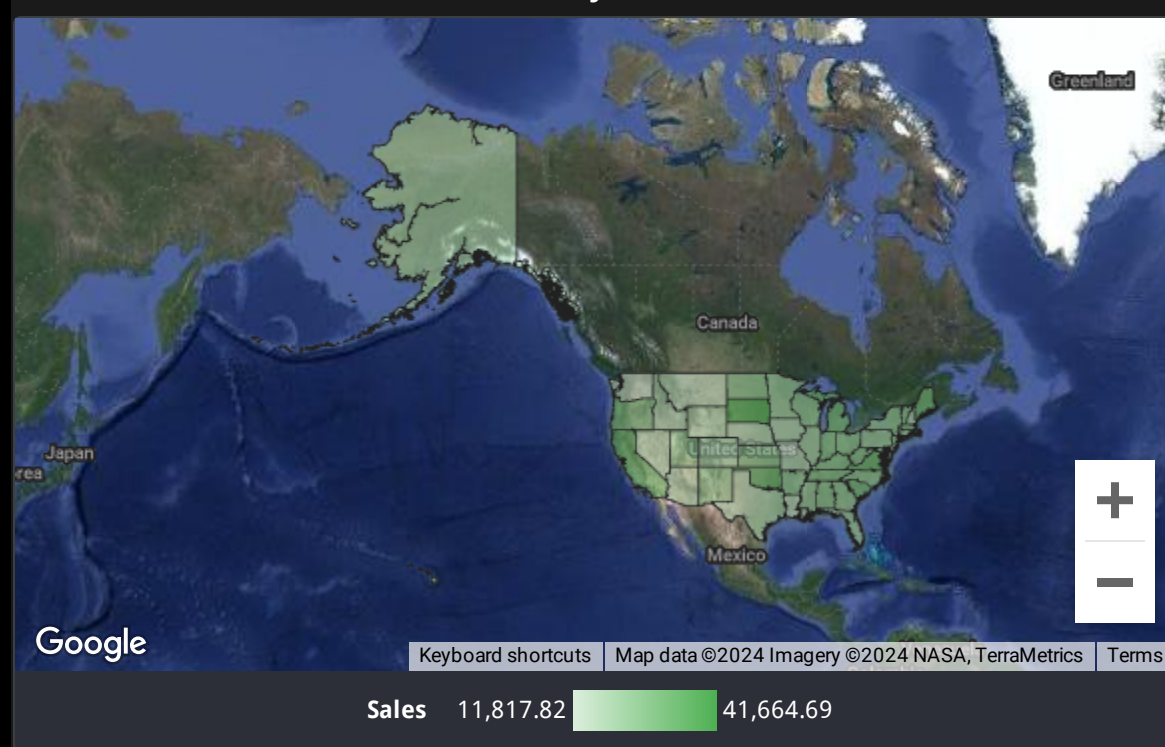 Greenland
Canada
United States
Japan
rea
Mexico
Google
Keyboard shortcuts
Map data ©2024 Imagery ©2024 NASA, TerraMetrics
Terms
Sales 11,817.82 41,664.69